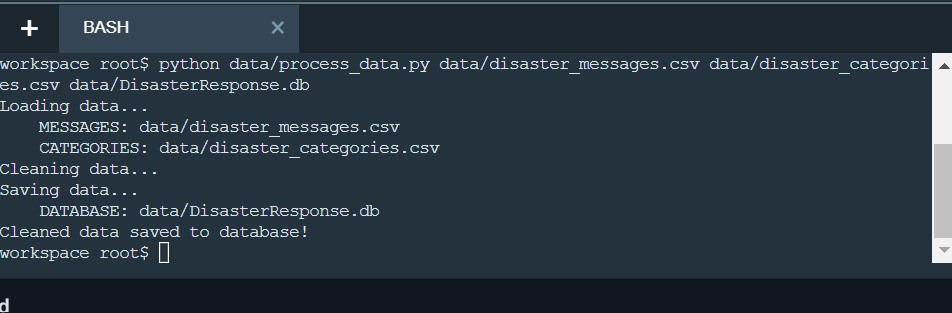 + BASH ×
workspace root$ python data/process_data.py data/disaster_messages.csv data/disaster_categori
es.csv data/DisasterResponse.db
Loading data...
    MESSAGES: data/disaster_messages.csv
    CATEGORIES: data/disaster_categories.csv
Cleaning data...
Saving data...
    DATABASE: data/DisasterResponse.db
Cleaned data saved to database!
workspace root$
d